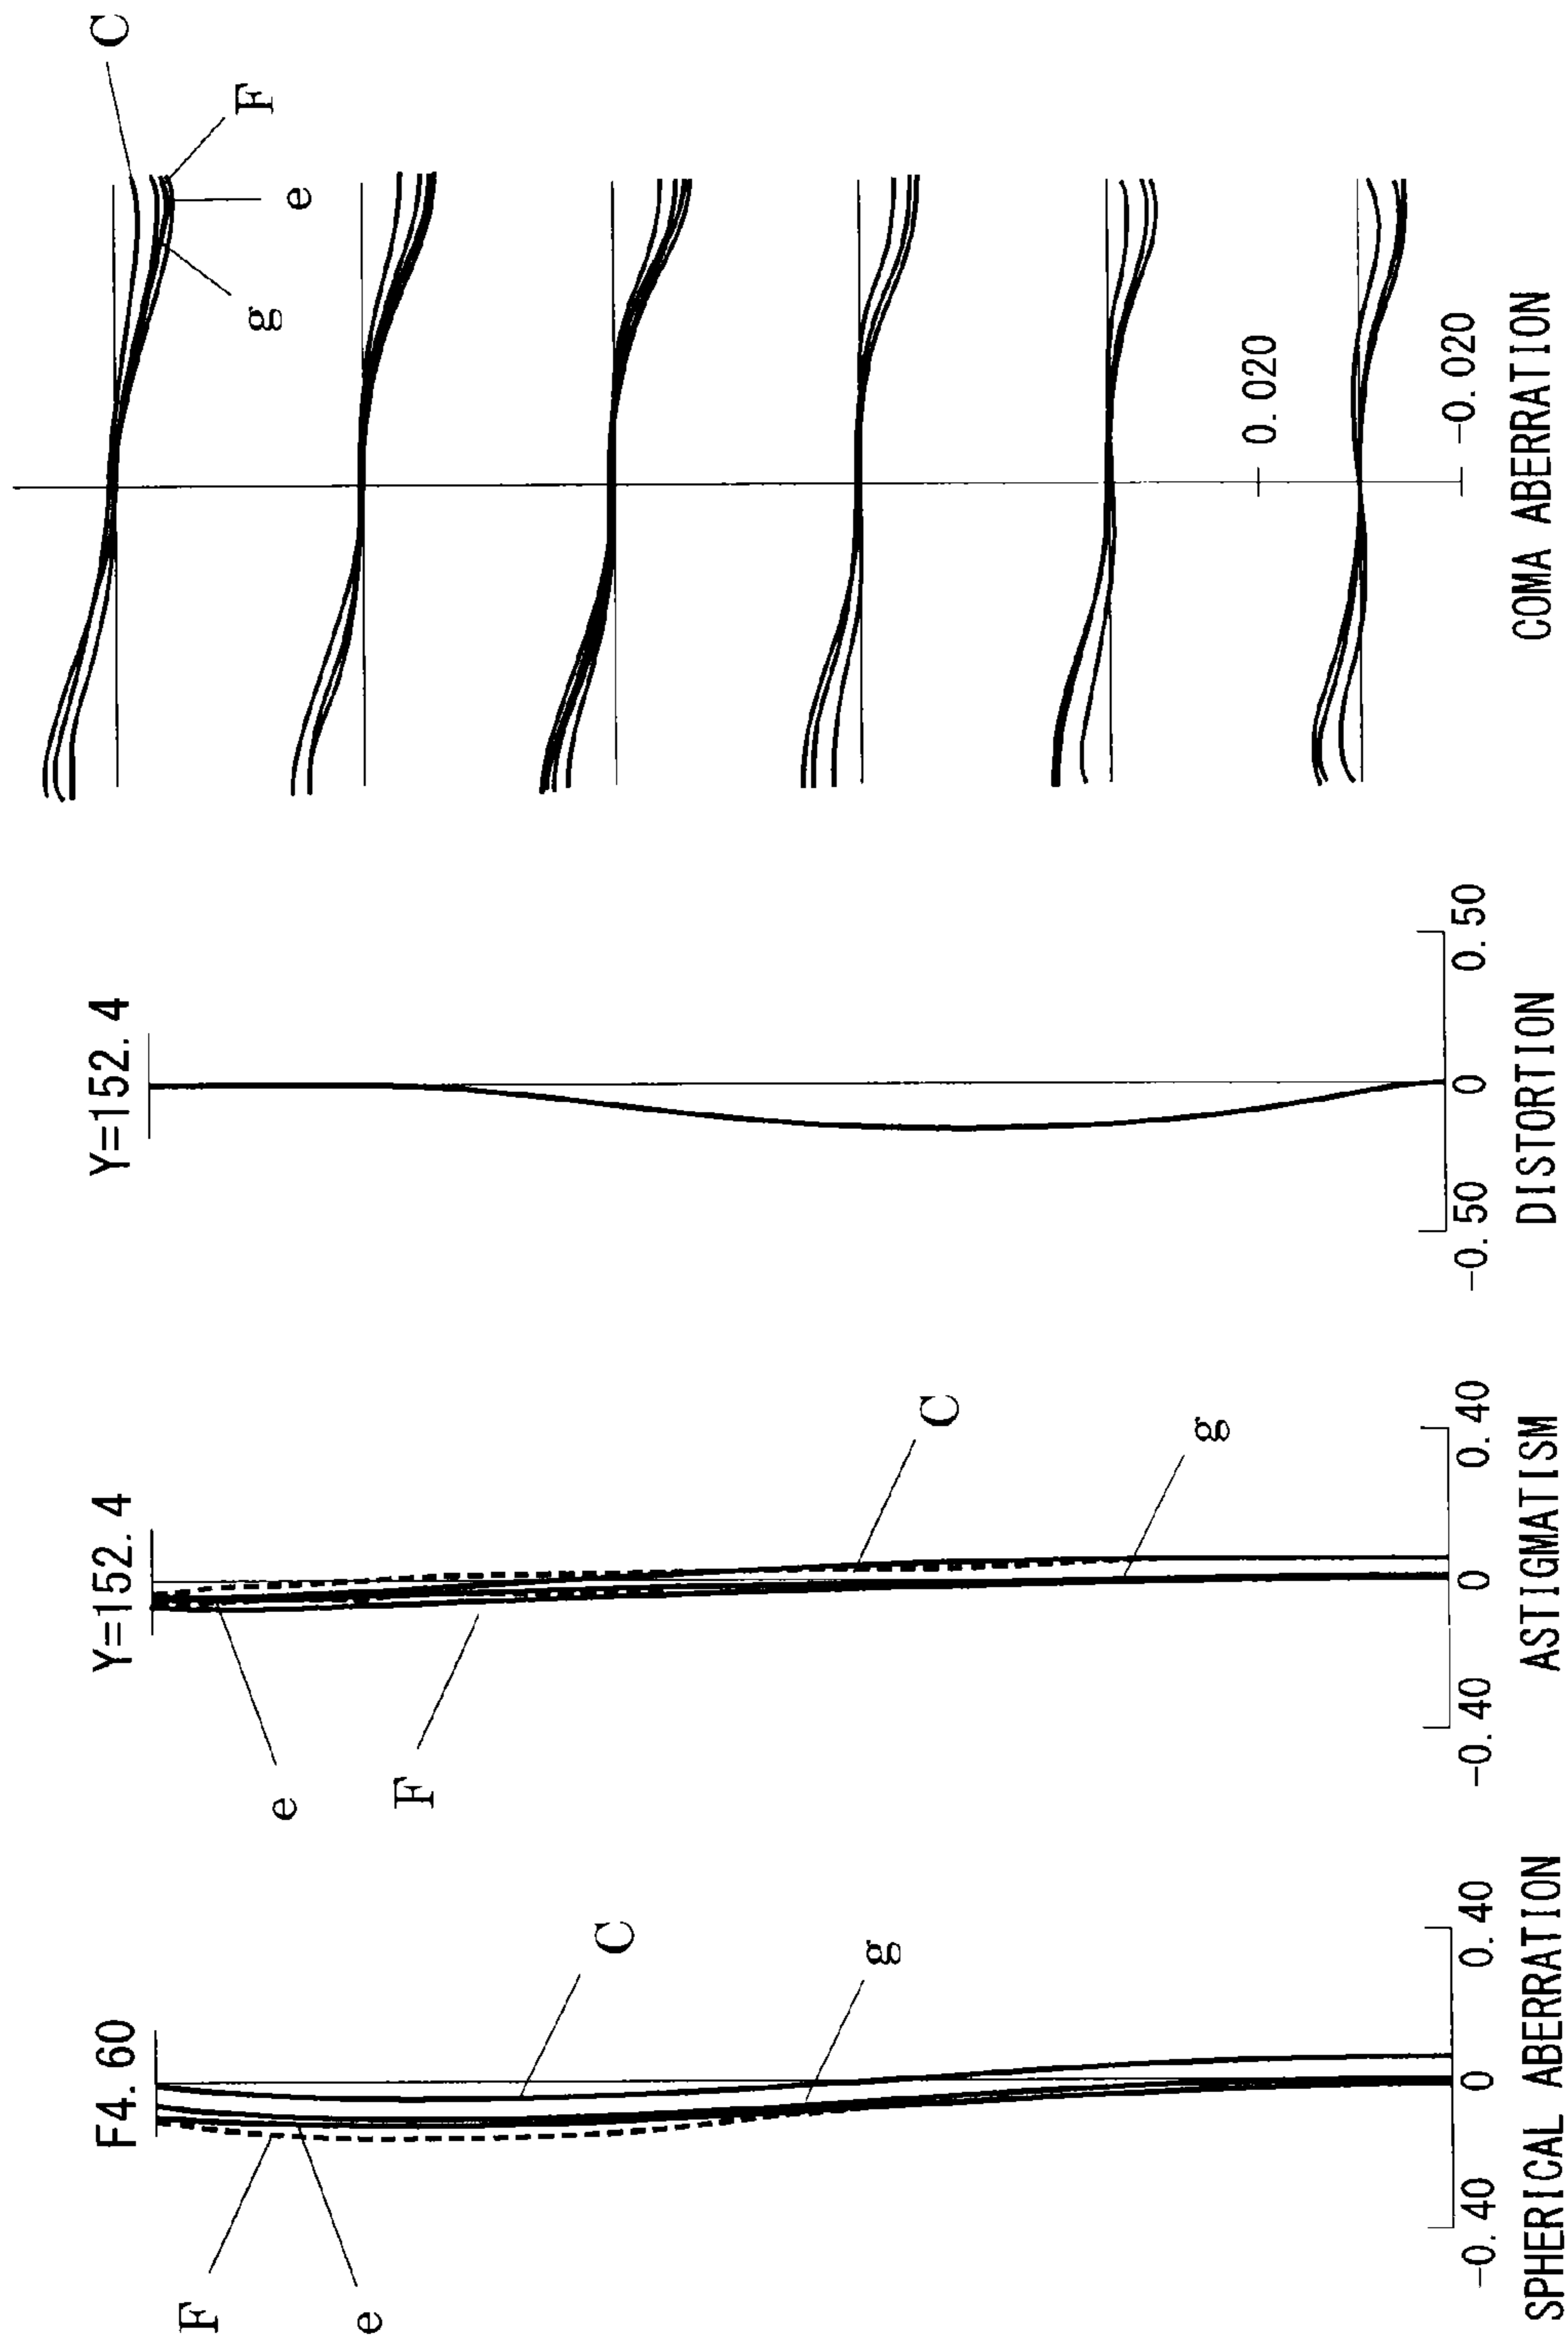 F4. 60
F
e
C
g
-0. 40
0
0. 40
SPHERICAL ABERRATION
Y=152. 4
e
F
C
g
-0. 40
0
0. 40
ASTIGMATISM
Y=152. 4
-0. 50
0
0. 50
DISTORTION
C
F
e
g
0. 020
-0. 020
COMA ABERRATION